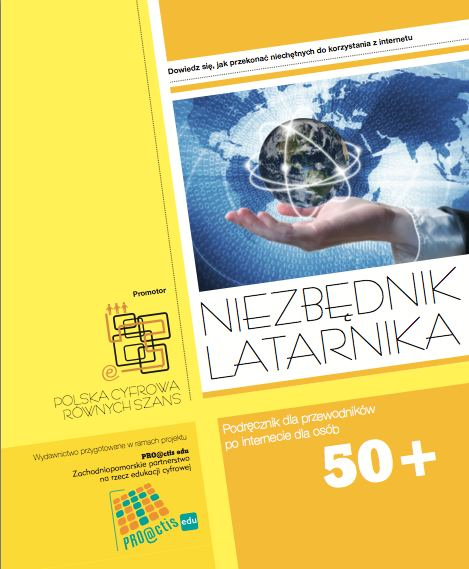 Dowiedz się, jak przekonać niechętnych do korzystania z internetu
NIEZBĘDNIK
LATARNIKA
Promotor
e
POLSKA CYFROWA
RÓWNYCH SZANS
Podręcznik dla przewodników
po internecie dla osób
50+
Wydawnictwo przygotowane w ramach projektu
PRO@ctis edu
Zachodniopomorskie partnerstwo
na rzecz edukacji cyfrowej
PRO@ctis edu